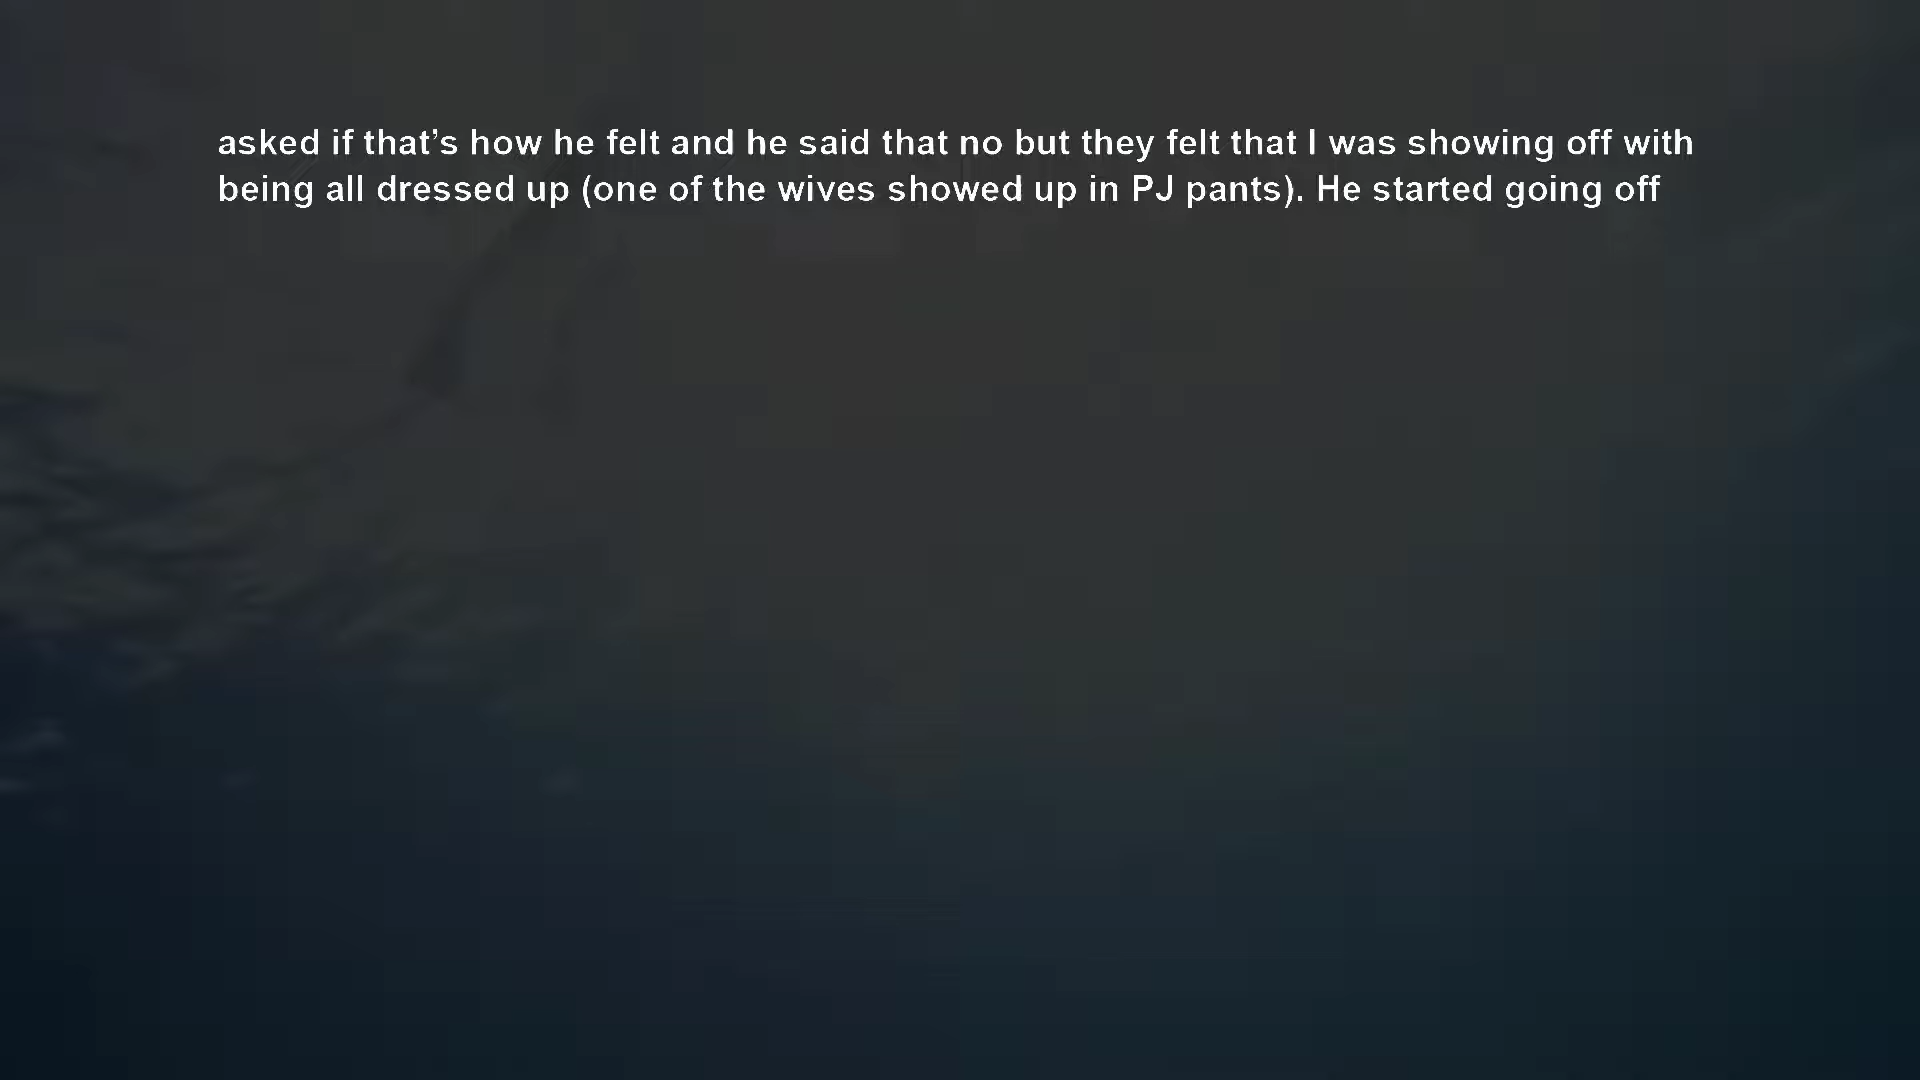 asked if that’s how he felt and he said that no but they felt that I was showing off with
being all dressed up (one of the wives showed up in PJ pants). He started going off